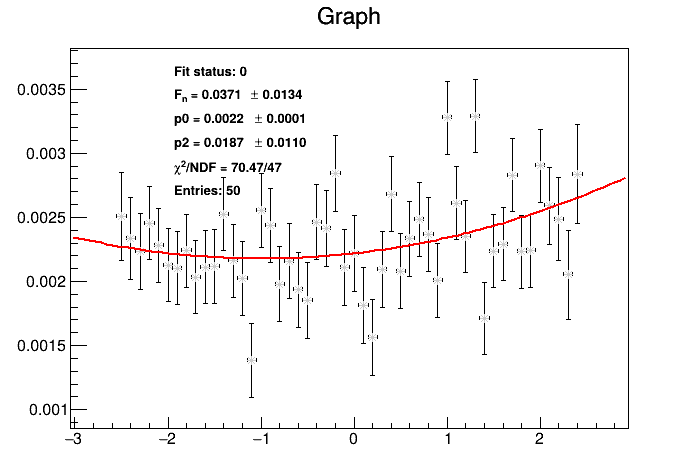 Graph
Fit status: 0
Fn = 0.0371 ± 0.0134
p0 = 0.0022 ± 0.0001
p2 = 0.0187 ± 0.0110
χ²/NDF = 70.47/47
Entries: 50
0.0035
0.003
0.0025
0.002
0.0015
0.001
−3 −2 −1 0 1 2